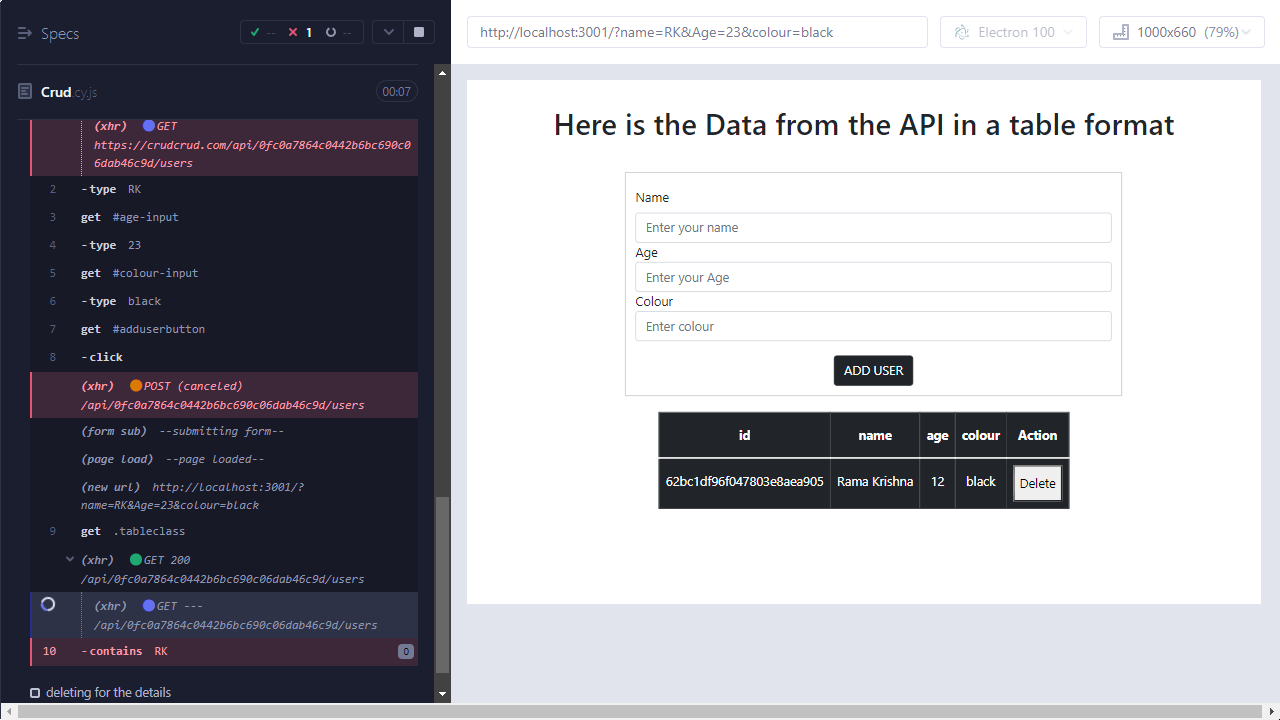 Specs
-- 1 --
Crud.cy.js
00:07
(xhr) GET
https://crudcrud.com/api/0fc0a7864c0442b6bc690c0
6dab46c9d/users
2 -type RK
3 get #age-input
4 -type 23
5 get #colour-input
6 -type black
7 get #adduserbutton
8 -click
(xhr) POST (canceled)
/api/0fc0a7864c0442b6bc690c06dab46c9d/users
(form sub) --submitting form--
(page load) --page loaded--
(new url) http://localhost:3001/?
name=RK&Age=23&colour=black
9 get .tableclass
(xhr) GET 200
/api/0fc0a7864c0442b6bc690c06dab46c9d/users
(xhr) GET ---
/api/0fc0a7864c0442b6bc690c06dab46c9d/users
10 -contains RK 0
deleting for the details
http://localhost:3001/?name=RK&Age=23&colour=black
Electron 100
1000x660 (79%)
Here is the Data from the API in a table format
Name
Enter your name
Age
Enter your Age
Colour
Enter colour
ADD USER
id name age colour Action
62bc1df96f047803e8aea905 Rama Krishna 12 black Delete